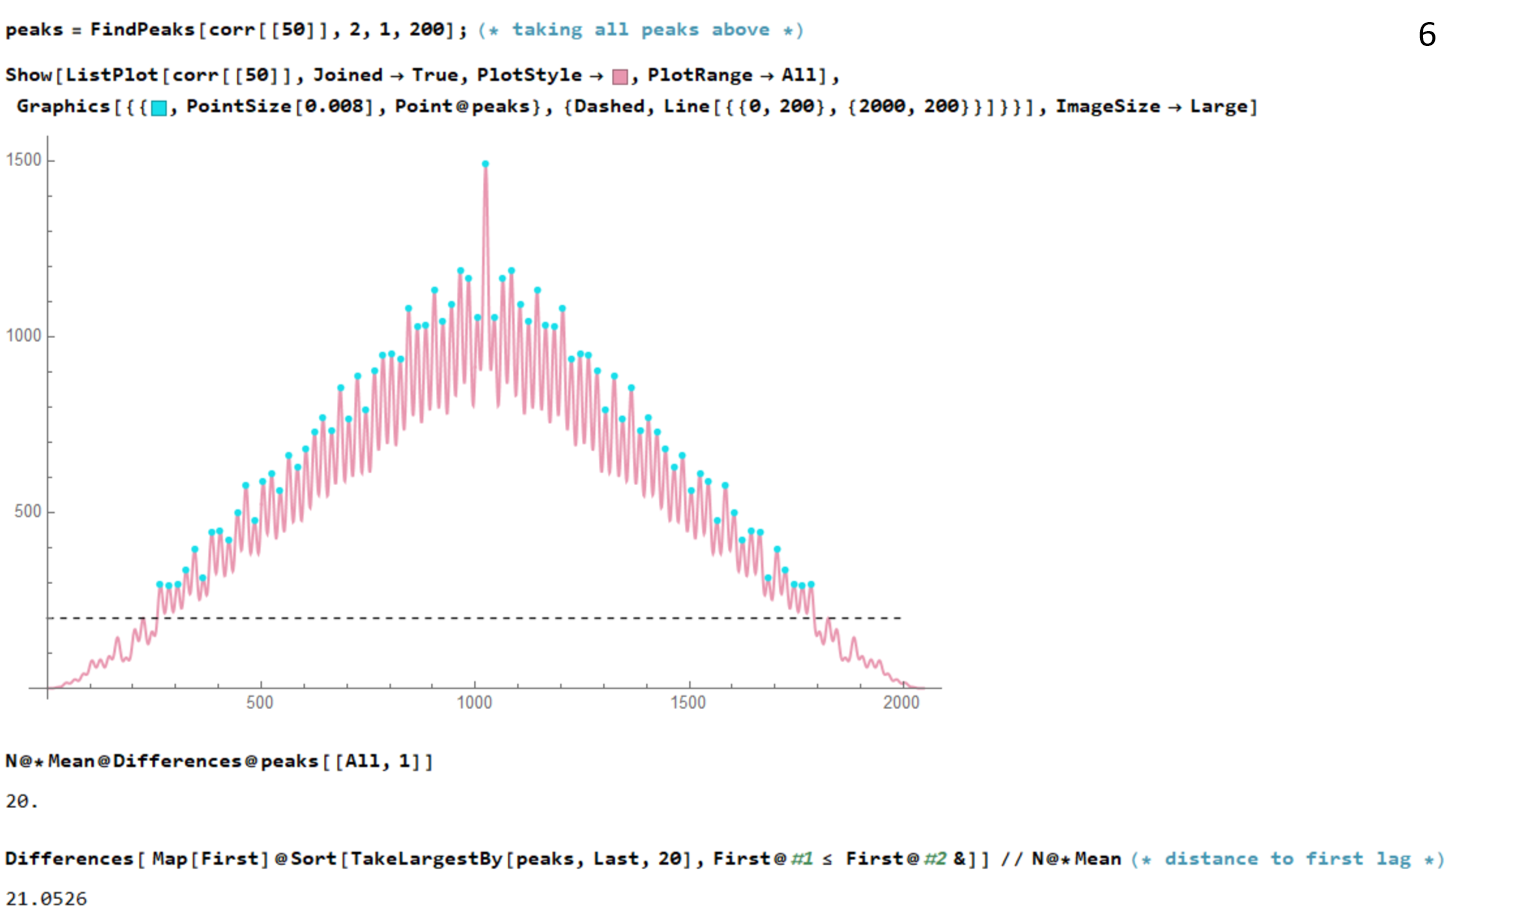 peaks = FindPeaks[corr[[50]], 2, 1, 200]; (* taking all peaks above *)
6
Show[ListPlot[corr[[50]], Joined → True, PlotStyle → , PlotRange → All],
Graphics[{{{, PointSize[0.008], Point@peaks}, {Dashed, Line[{{0, 200}, {2000, 200}}]}}], ImageSize → Large]
1500
1000
500
500 1000 1500 2000
N@*Mean@Differences@peaks[[All, 1]]
20.
Differences[ Map[First]@Sort[TakeLargestBy[peaks, Last, 20], First@#1 ≤ First@#2 &]] // N@*Mean (* distance to first lag *)
21.0526